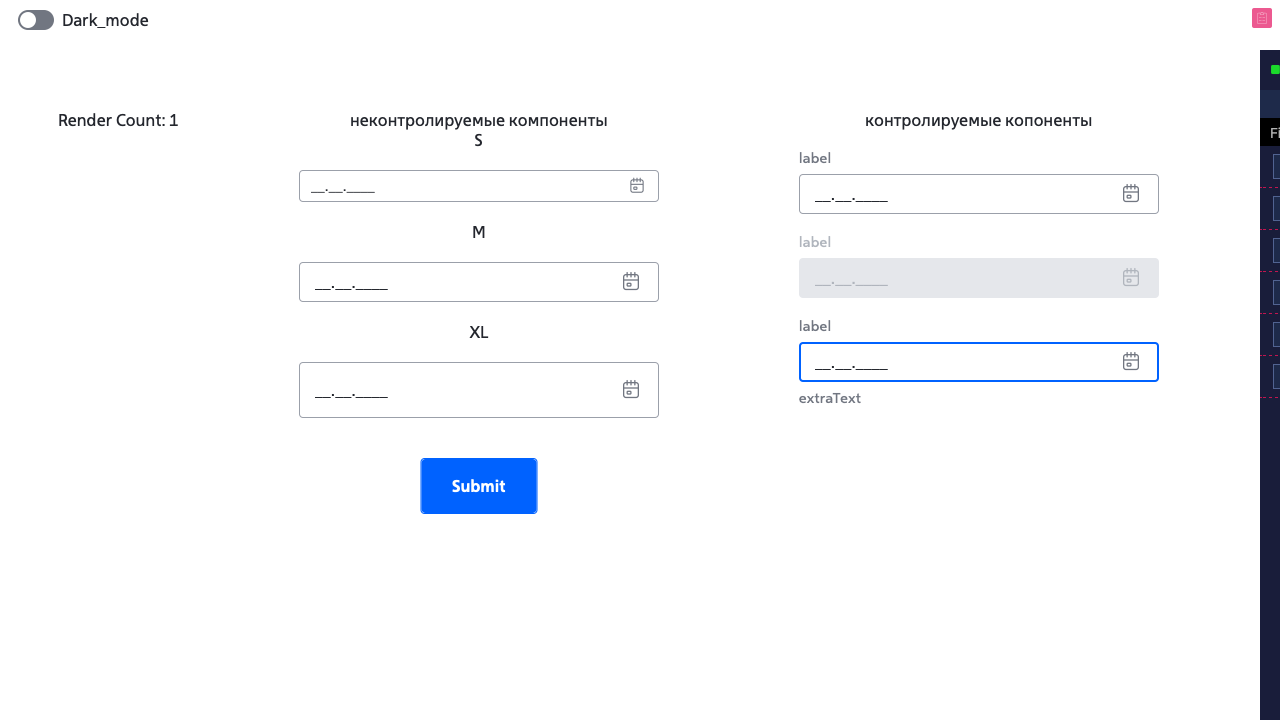 Dark_mode
Render Count: 1
неконтролируемые компоненты
S
__.__.____
M
__.__.____
XL
__.__.____
Submit
контролируемые копоненты
label
__.__.____
label
__.__.____
label
__.__.____
extraText